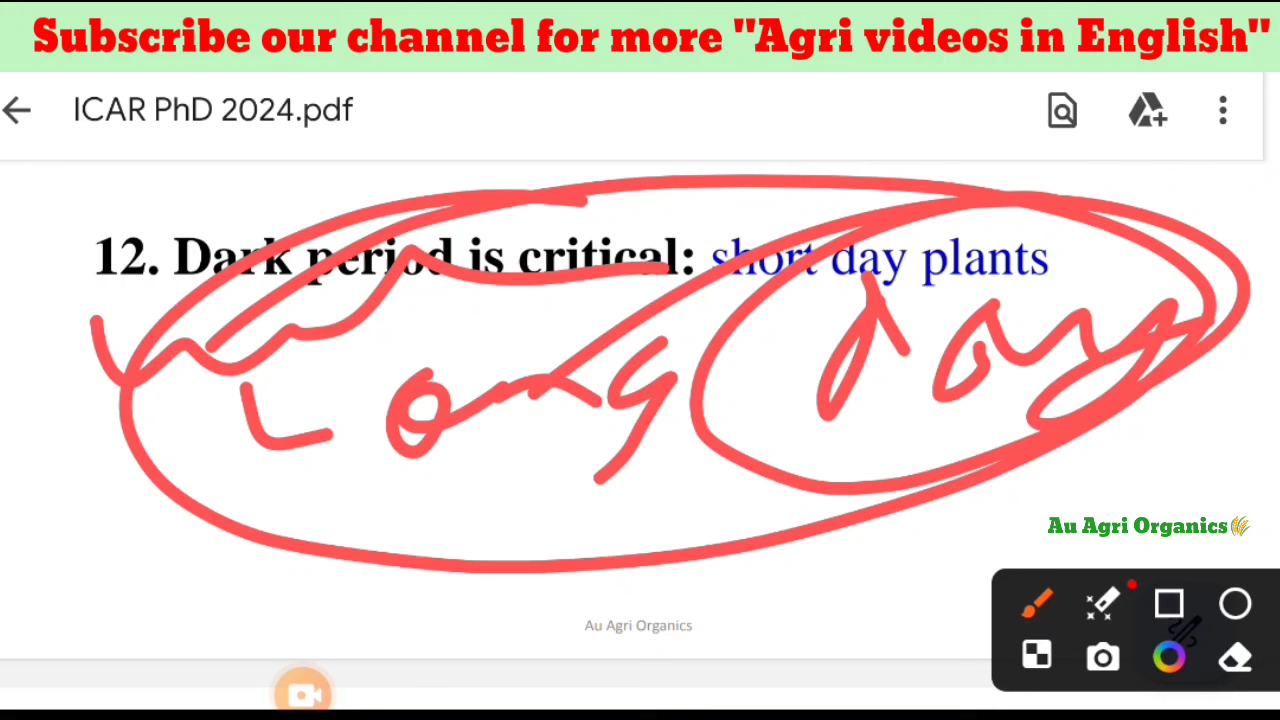 Subscribe our channel for more "Agri videos in English"
ICAR PhD 2024.pdf
12. Dark period is critical: short day plants
Long day
Au Agri Organics
Au Agri Organics